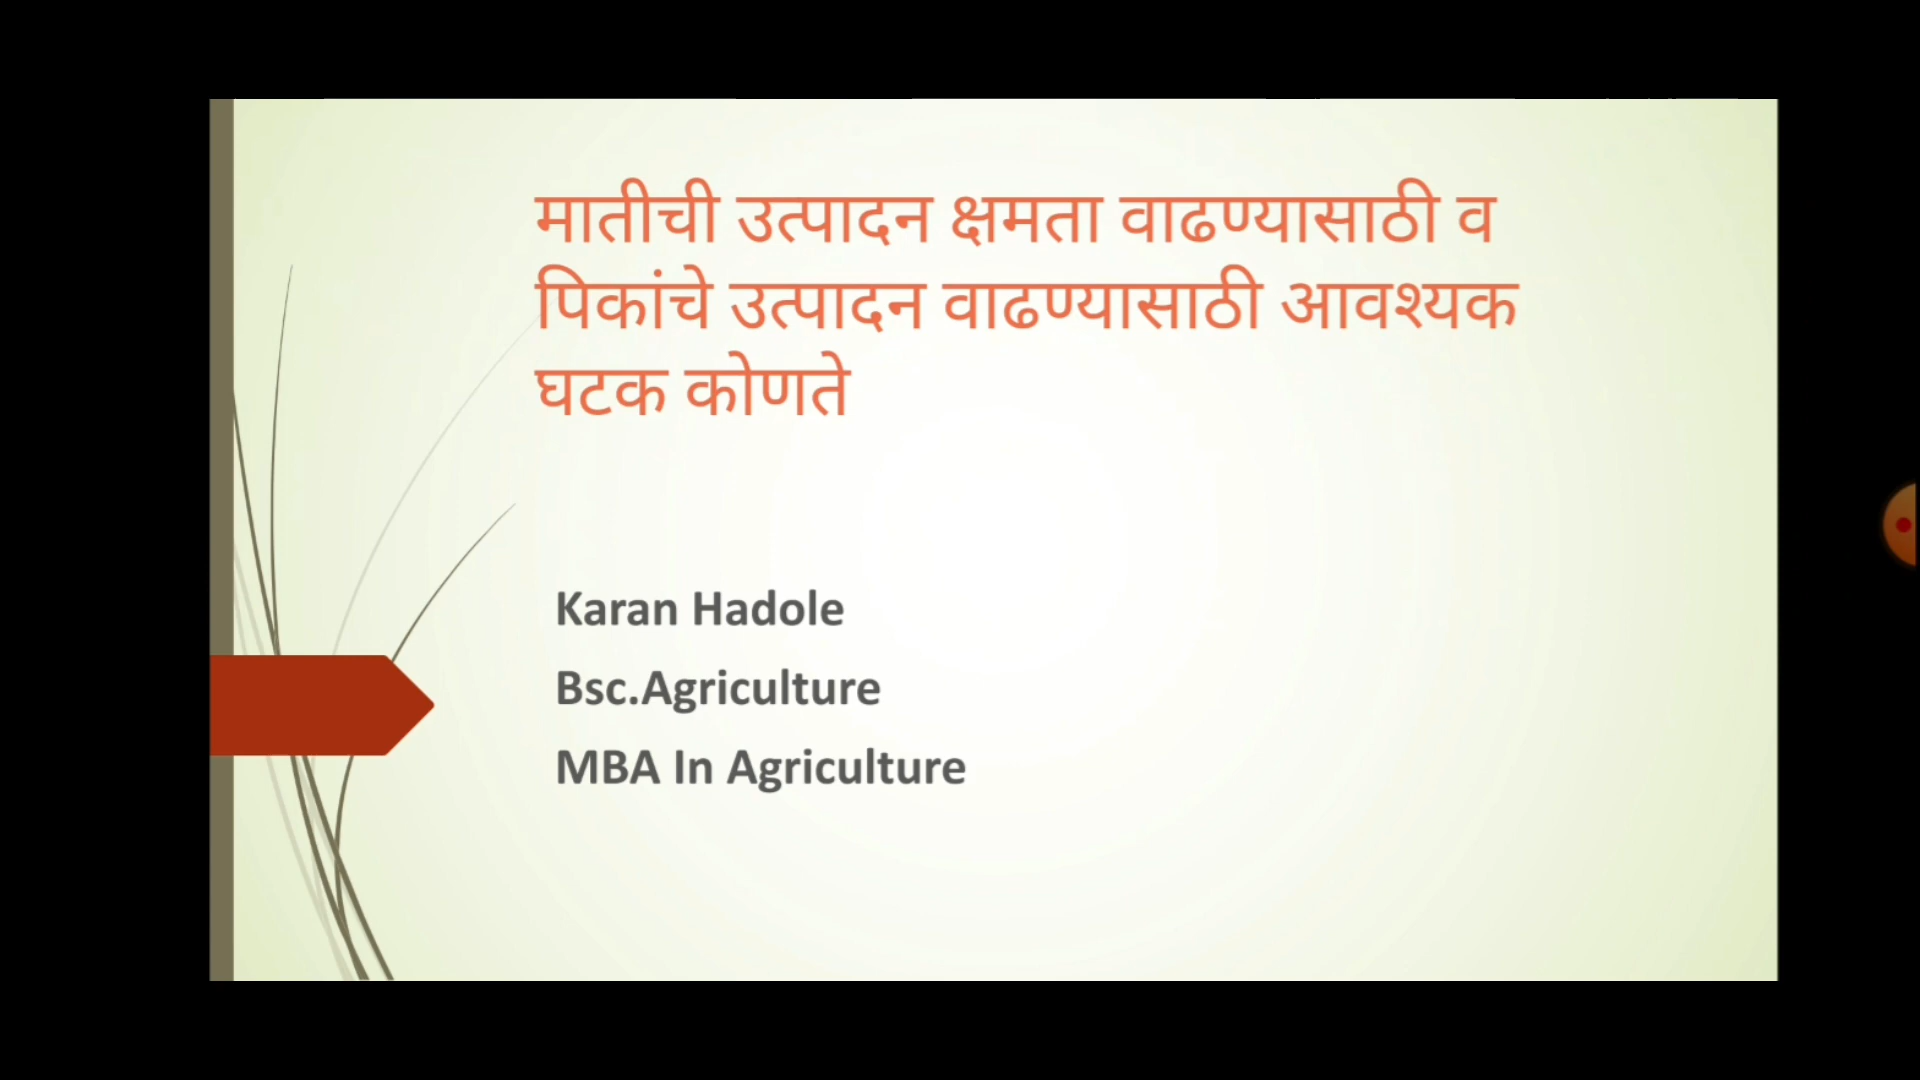 मातीची उत्पादन क्षमता वाढण्यासाठी व
पिकांचे उत्पादन वाढण्यासाठी आवश्यक
घटक कोणते
Karan Hadole
Bsc.Agriculture
MBA In Agriculture